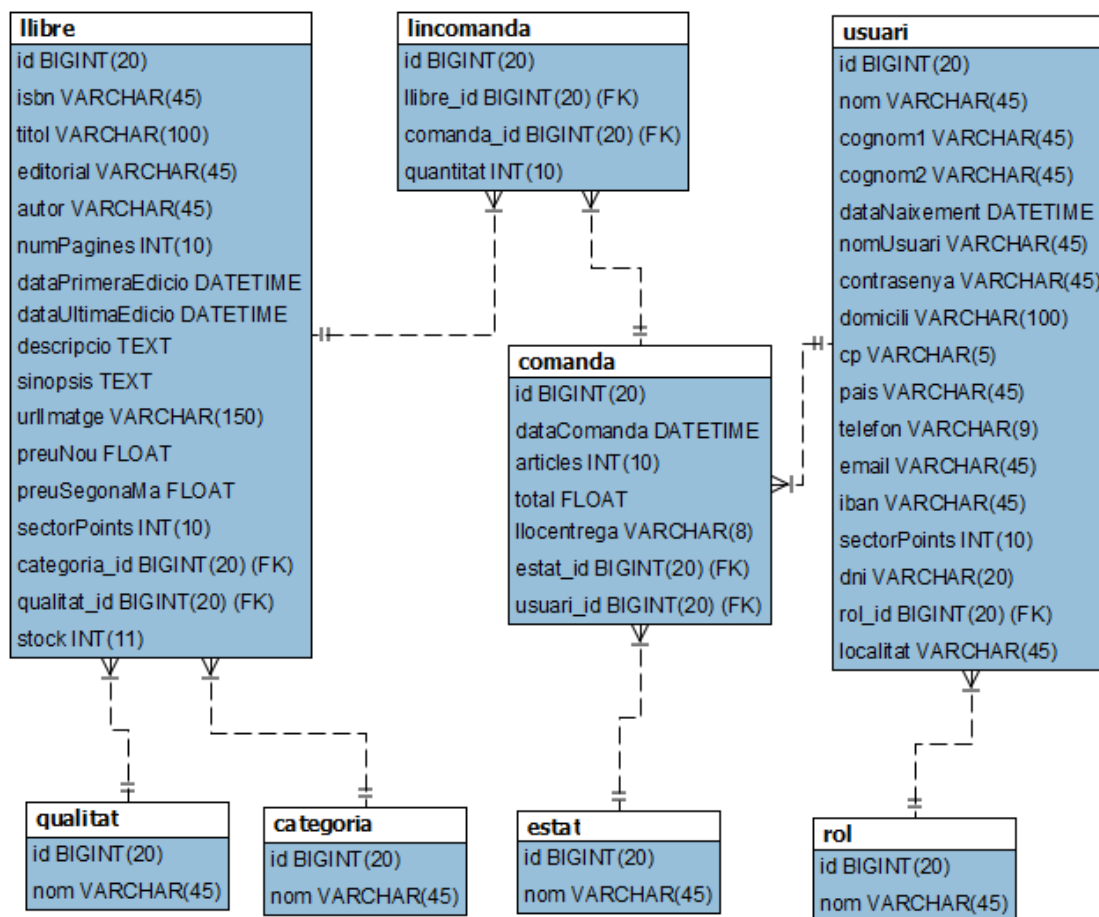 llibre
id BIGINT(20)
isbn VARCHAR(45)
titol VARCHAR(100)
editorial VARCHAR(45)
autor VARCHAR(45)
numPagines INT(10)
dataPrimeraEdicio DATETIME
dataUltimaEdicio DATETIME
descripcio TEXT
sinopsis TEXT
urlImatge VARCHAR(150)
preuNou FLOAT
preuSegonaMa FLOAT
sectorPoints INT(10)
categoria_id BIGINT(20) (FK)
qualitat_id BIGINT(20) (FK)
stock INT(11)
lincomanda
id BIGINT(20)
llibre_id BIGINT(20) (FK)
comanda_id BIGINT(20) (FK)
quantitat INT(10)
usuari
id BIGINT(20)
nom VARCHAR(45)
cognom1 VARCHAR(45)
cognom2 VARCHAR(45)
dataNaixement DATETIME
nomUsuari VARCHAR(45)
contrasenya VARCHAR(45)
domicili VARCHAR(100)
cp VARCHAR(5)
pais VARCHAR(45)
telefon VARCHAR(9)
email VARCHAR(45)
iban VARCHAR(45)
sectorPoints INT(10)
dni VARCHAR(20)
rol_id BIGINT(20) (FK)
localitat VARCHAR(45)
comanda
id BIGINT(20)
dataComanda DATETIME
articles INT(10)
total FLOAT
llocentrega VARCHAR(8)
estat_id BIGINT(20) (FK)
usuari_id BIGINT(20) (FK)
qualitat
id BIGINT(20)
nom VARCHAR(45)
categoria
id BIGINT(20)
nom VARCHAR(45)
estat
id BIGINT(20)
nom VARCHAR(45)
rol
id BIGINT(20)
nom VARCHAR(45)